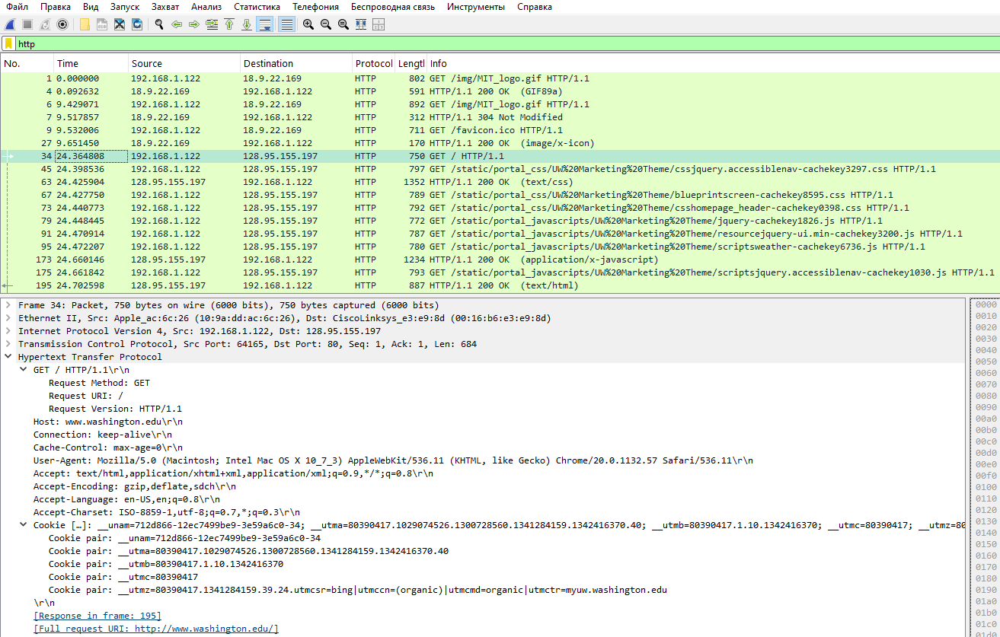 Файл Правка Вид Запуск Захват Анализ Статистика Телефония Беспроводная связь Инструменты Справка
http
No. Time Source Destination Protocol Lengtl Info
1 0.000000 192.168.1.122 18.9.22.169 HTTP 802 GET /img/MIT_logo.gif HTTP/1.1
4 0.092632 18.9.22.169 192.168.1.122 HTTP 591 HTTP/1.1 200 OK (GIF89a)
6 9.429071 192.168.1.122 18.9.22.169 HTTP 892 GET /img/MIT_logo.gif HTTP/1.1
7 9.517857 18.9.22.169 192.168.1.122 HTTP 312 HTTP/1.1 304 Not Modified
9 9.532006 192.168.1.122 18.9.22.169 HTTP 711 GET /favicon.ico HTTP/1.1
27 9.651450 18.9.22.169 192.168.1.122 HTTP 170 HTTP/1.1 200 OK (image/x-icon)
34 24.364808 192.168.1.122 128.95.155.197 HTTP 750 GET / HTTP/1.1
45 24.398536 192.168.1.122 128.95.155.197 HTTP 797 GET /static/portal_css/UW%20Marketing%20Theme/cssjquery.accessiblenav-cachekey3297.css HTTP/1.1
63 24.425904 128.95.155.197 192.168.1.122 HTTP 1352 HTTP/1.1 200 OK (text/css)
67 24.427750 192.168.1.122 128.95.155.197 HTTP 789 GET /static/portal_css/UW%20Marketing%20Theme/blueprintscreen-cachekey8595.css HTTP/1.1
73 24.440773 192.168.1.122 128.95.155.197 HTTP 792 GET /static/portal_css/UW%20Marketing%20Theme/csshomepage_header-cachekey0398.css HTTP/1.1
79 24.448445 192.168.1.122 128.95.155.197 HTTP 772 GET /static/portal_javascripts/UW%20Marketing%20Theme/jquery-cachekey1826.js HTTP/1.1
91 24.470914 192.168.1.122 128.95.155.197 HTTP 787 GET /static/portal_javascripts/UW%20Marketing%20Theme/resourcejquery-ui.min-cachekey3200.js HTTP/1.1
95 24.472207 192.168.1.122 128.95.155.197 HTTP 780 GET /static/portal_javascripts/UW%20Marketing%20Theme/scriptsweather-cachekey6736.js HTTP/1.1
173 24.660146 128.95.155.197 192.168.1.122 HTTP 1234 HTTP/1.1 200 OK (application/x-javascript)
175 24.661842 192.168.1.122 128.95.155.197 HTTP 793 GET /static/portal_javascripts/UW%20Marketing%20Theme/scriptsjquery.accessiblenav-cachekey1030.js HTTP/1.1
195 24.702598 128.95.155.197 192.168.1.122 HTTP 887 HTTP/1.1 200 OK (text/html)
Frame 34: Packet, 750 bytes on wire (6000 bits), 750 bytes captured (6000 bits)
Ethernet II, Src: Apple_ac:6c:26 (10:9a:dd:ac:6c:26), Dst: CiscoLinksys_e3:e9:8d (00:16:b6:e3:e9:8d)
Internet Protocol Version 4, Src: 192.168.1.122, Dst: 128.95.155.197
Transmission Control Protocol, Src Port: 64165, Dst Port: 80, Seq: 1, Ack: 1, Len: 684
Hypertext Transfer Protocol
GET / HTTP/1.1\r\n
Request Method: GET
Request URI: /
Request Version: HTTP/1.1
Host: www.washington.edu\r\n
Connection: keep-alive\r\n
Cache-Control: max-age=0\r\n
User-Agent: Mozilla/5.0 (Macintosh; Intel Mac OS X 10_7_3) AppleWebKit/536.11 (KHTML, like Gecko) Chrome/20.0.1132.57 Safari/536.11\r\n
Accept: text/html,application/xhtml+xml,application/xml;q=0.9,*/*;q=0.8\r\n
Accept-Encoding: gzip,deflate,sdch\r\n
Accept-Language: en-US,en;q=0.8\r\n
Accept-Charset: ISO-8859-1,utf-8;q=0.7,*;q=0.3\r\n
Cookie […]: __unam=712d866-12ec7499be9-3e59a6c0-34; __utma=80390417.1029074526.1300728560.1341284159.1342416370.40; __utmb=80390417.1.10.1342416370; __utmc=80390417; __utmz=80
Cookie pair: __unam=712d866-12ec7499be9-3e59a6c0-34
Cookie pair: __utma=80390417.1029074526.1300728560.1341284159.1342416370.40
Cookie pair: __utmb=80390417.1.10.1342416370
Cookie pair: __utmc=80390417
Cookie pair: __utmz=80390417.1341284159.39.24.utmcsr=bing|utmccn=(organic)|utmcmd=organic|utmctr=myuw.washington.edu
\r\n
[Response in frame: 195]
[Full request URI: http://www.washington.edu/]
0000
0010
0020
0030
0040
0050
0060
0070
0080
0090
00a0
00b0
00c0
00d0
00e0
00f0
0100
0110
0120
0130
0140
0150
0160
0170
0180
0190
01a0
01b0
01c0
01d0